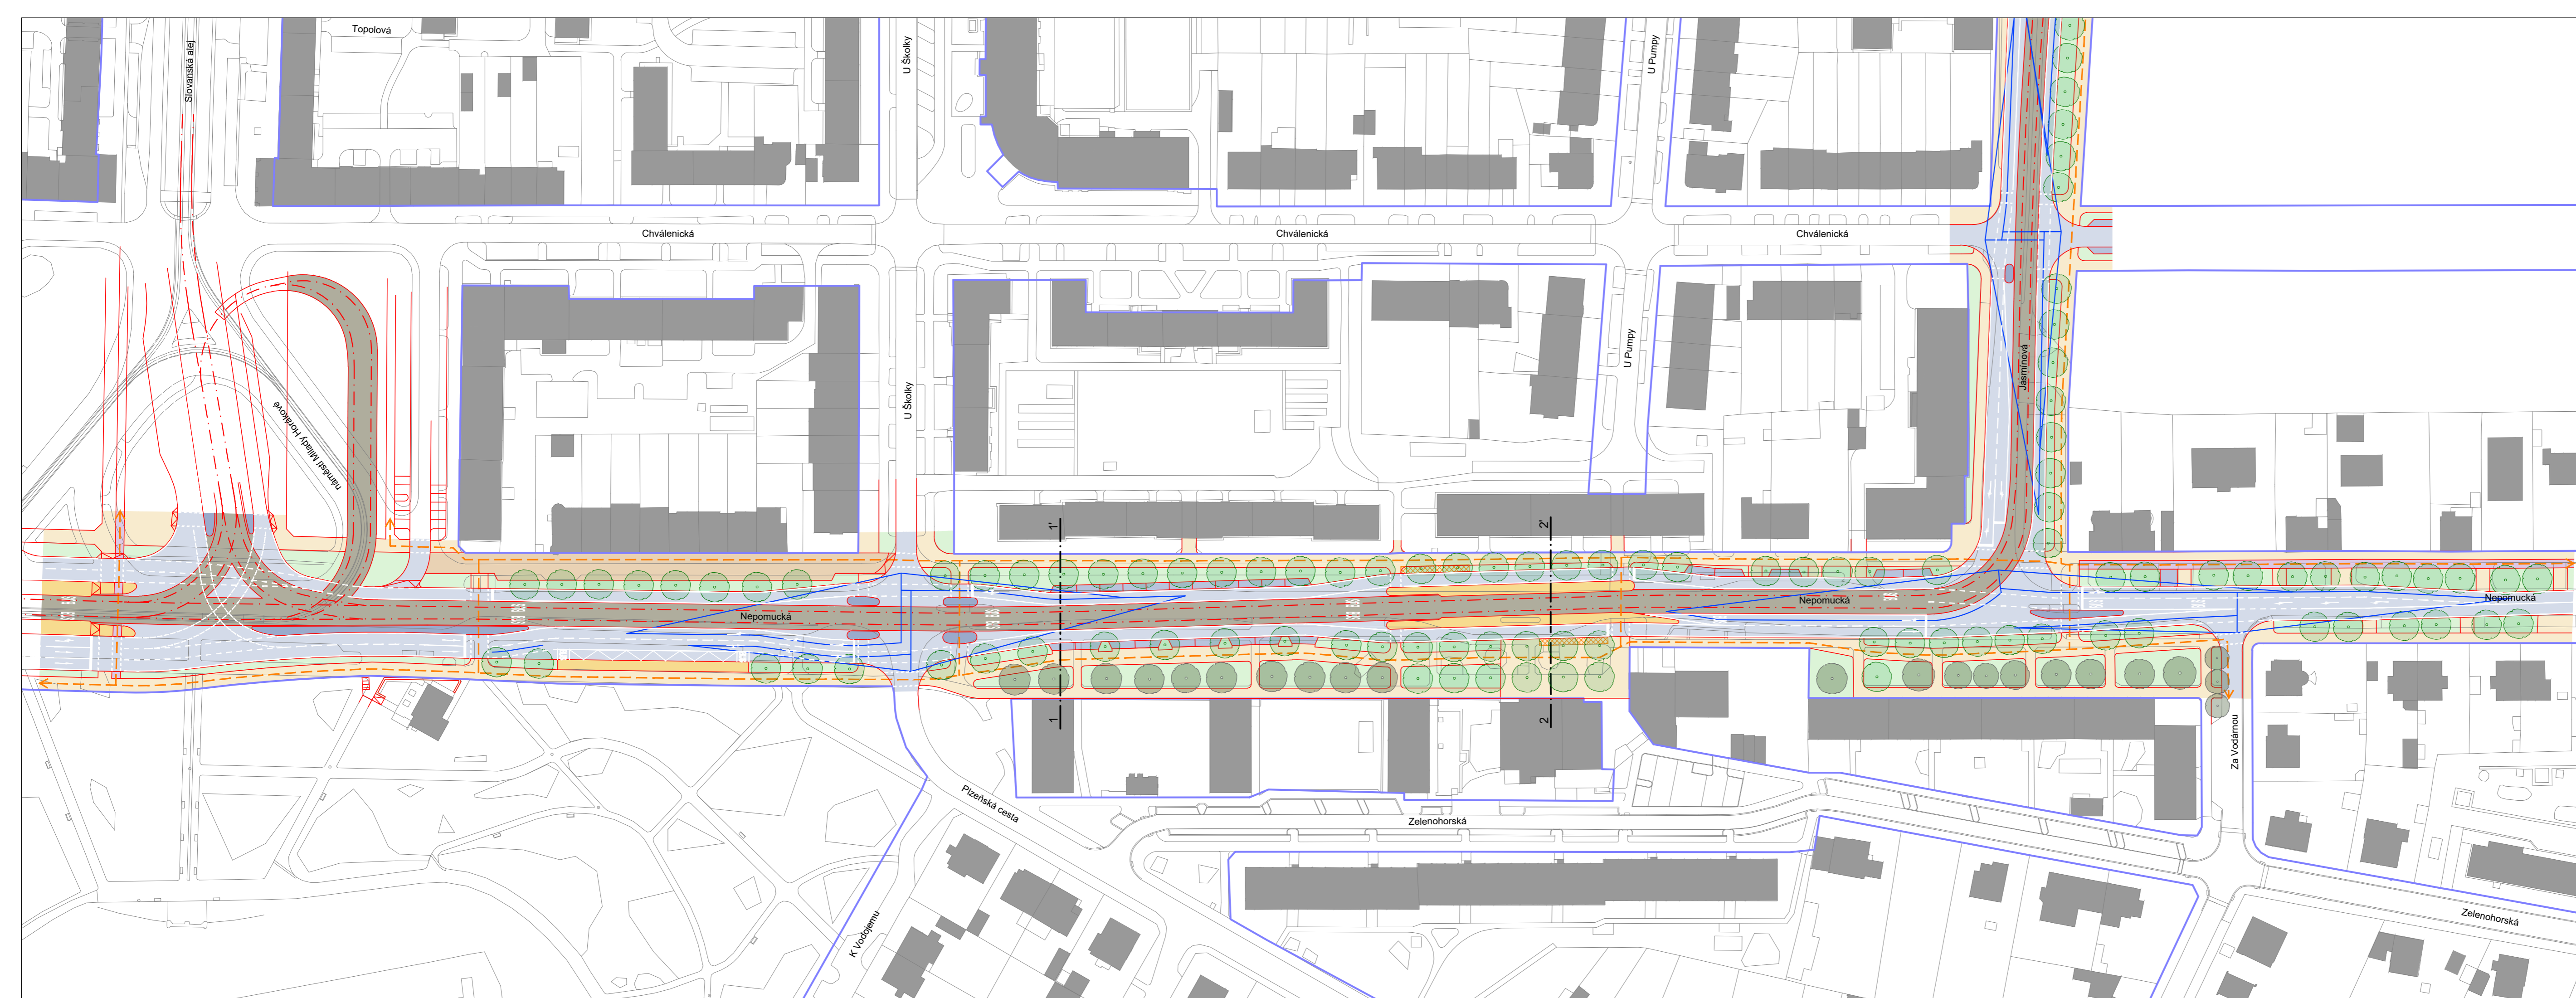 Topolová
Slovanská alej
U Školky
U Pumpy
Chválenická
Chválenická
Chválenická
U Pumpy
Jasmínová
U Školky
náměstí Milady Horákové
1'
2'
Nepomucká
Nepomucká
Nepomucká
1
2
Za Vodárnou
Plzeňská cesta
Zelenohorská
K Vodojemu
Zelenohorská